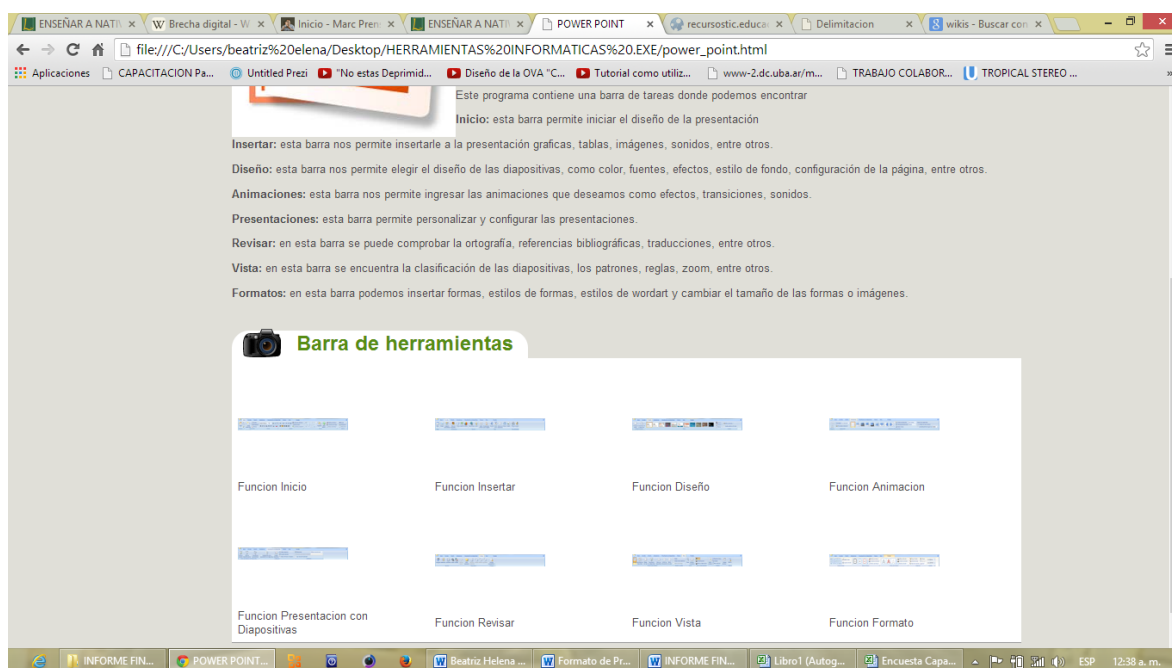 ENSEÑAR A NATIV
Brecha digital - W
Inicio - Marc Pren
ENSEÑAR A NATIV
POWER POINT
recursostic.educac
Delimitacion
wikis - Buscar con
file:///C:/Users/beatriz%20elena/Desktop/HERRAMIENTAS%20INFORMATICAS%20.EXE/power_point.html
Aplicaciones
CAPACITACION Pa...
Untitled Prezi
"No estas Deprimid...
Diseño de la OVA "C...
Tutorial como utiliz...
www-2.dc.uba.ar/m...
TRABAJO COLABOR...
TROPICAL STEREO ...
Este programa contiene una barra de tareas donde podemos encontrar
Inicio: esta barra permite iniciar el diseño de la presentación
Insertar: esta barra nos permite insertarle a la presentación graficas, tablas, imágenes, sonidos, entre otros.
Diseño: esta barra nos permite elegir el diseño de las diapositivas, como color, fuentes, efectos, estilo de fondo, configuración de la página, entre otros.
Animaciones: esta barra nos permite ingresar las animaciones que deseamos como efectos, transiciones, sonidos.
Presentaciones: esta barra permite personalizar y configurar las presentaciones.
Revisar: en esta barra se puede comprobar la ortografía, referencias bibliográficas, traducciones, entre otros.
Vista: en esta barra se encuentra la clasificación de las diapositivas, los patrones, reglas, zoom, entre otros.
Formatos: en esta barra podemos insertar formas, estilos de formas, estilos de wordart y cambiar el tamaño de las formas o imágenes.
Barra de herramientas
Funcion Inicio
Funcion Insertar
Funcion Diseño
Funcion Animacion
Funcion Presentacion con
Diapositivas
Funcion Revisar
Funcion Vista
Funcion Formato
INFORME FIN...
POWER POINT...
Beatriz Helena ...
Formato de Pr...
INFORME FIN...
Libro1 (Autog...
Encuesta Capa...
ESP
12:38 a. m.